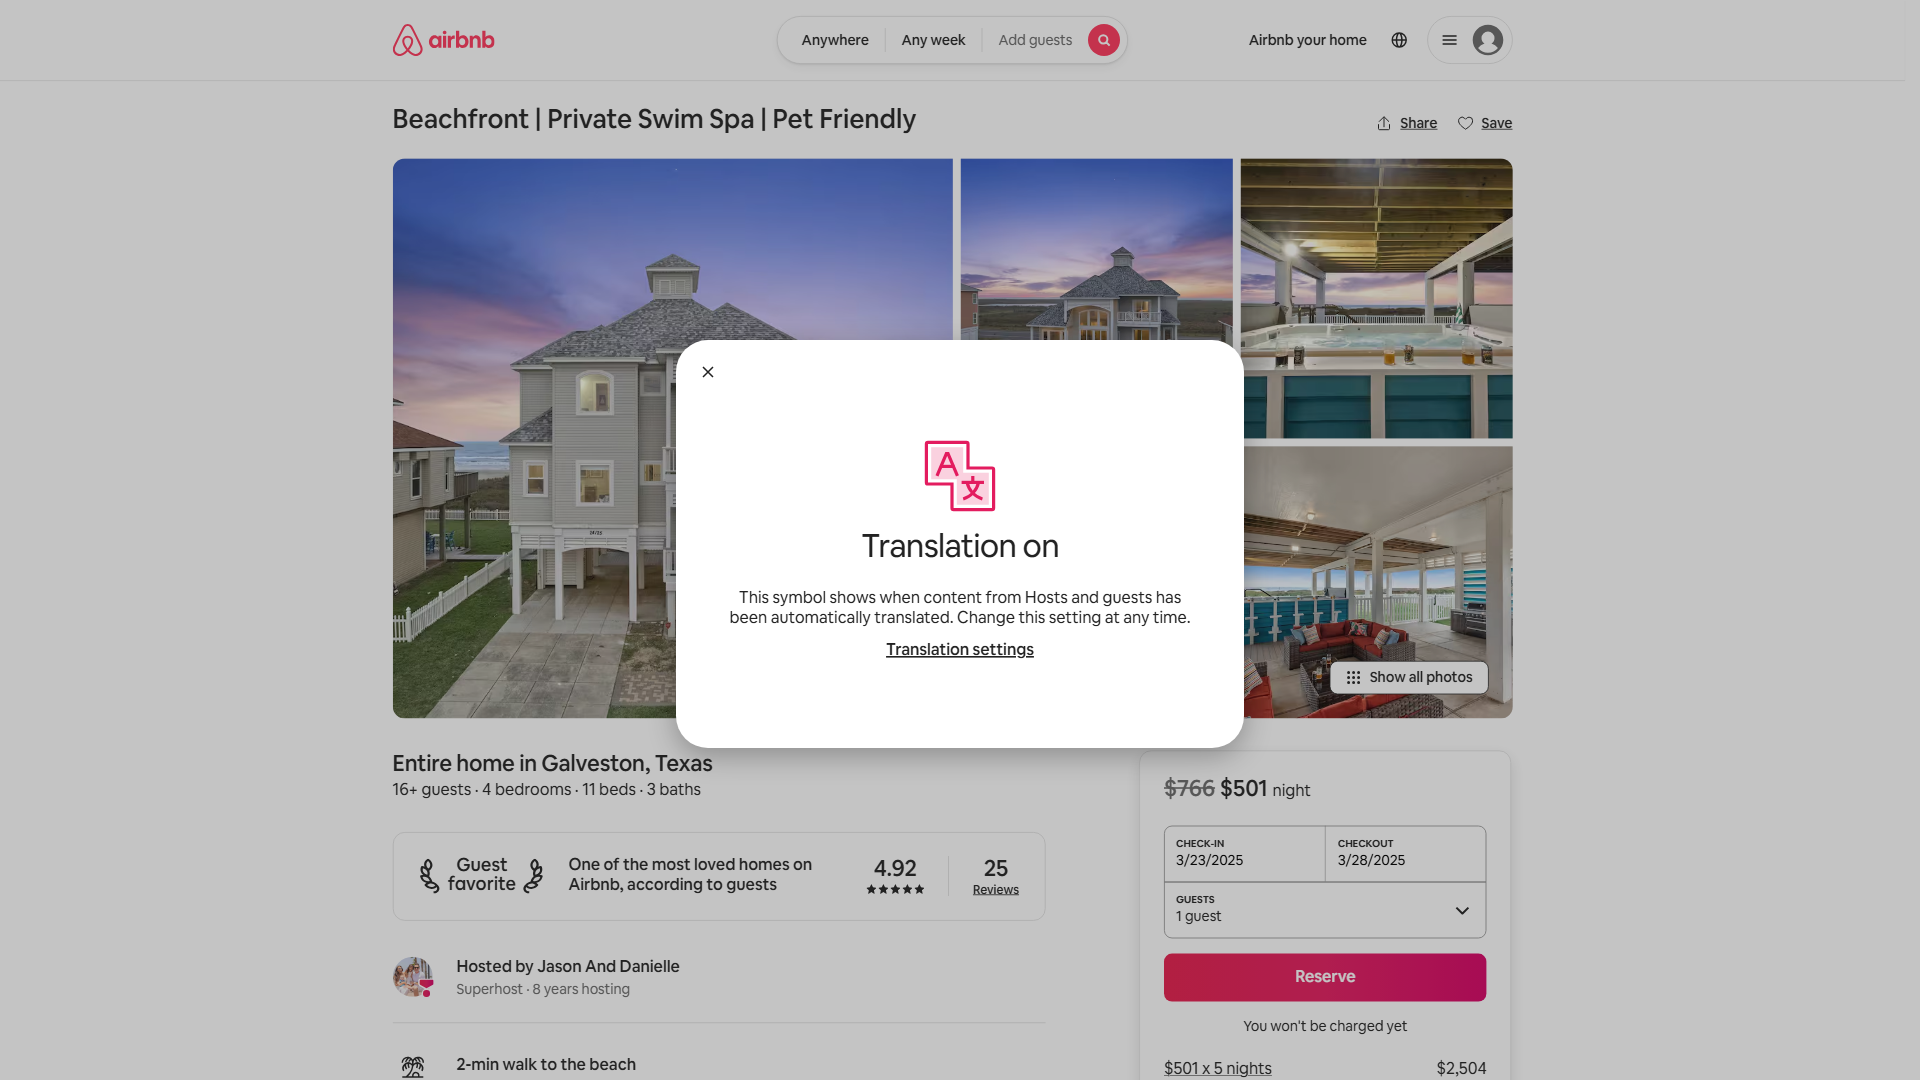 airbnb
Anywhere
Any week
Add guests
Airbnb your home
Beachfront | Private Swim Spa | Pet Friendly
Share
Save
A
文
Translation on
This symbol shows when content from Hosts and guests has
been automatically translated. Change this setting at any time.
Translation settings
Show all photos
Entire home in Galveston, Texas
16+ guests · 4 bedrooms · 11 beds · 3 baths
Guest
favorite
One of the most loved homes on
Airbnb, according to guests
4.92
25
Reviews
Hosted by Jason And Danielle
Superhost · 8 years hosting
2-min walk to the beach
$766 $501 night
CHECK-IN
3/23/2025
CHECKOUT
3/28/2025
GUESTS
1 guest
Reserve
You won't be charged yet
$501 x 5 nights
$2,504